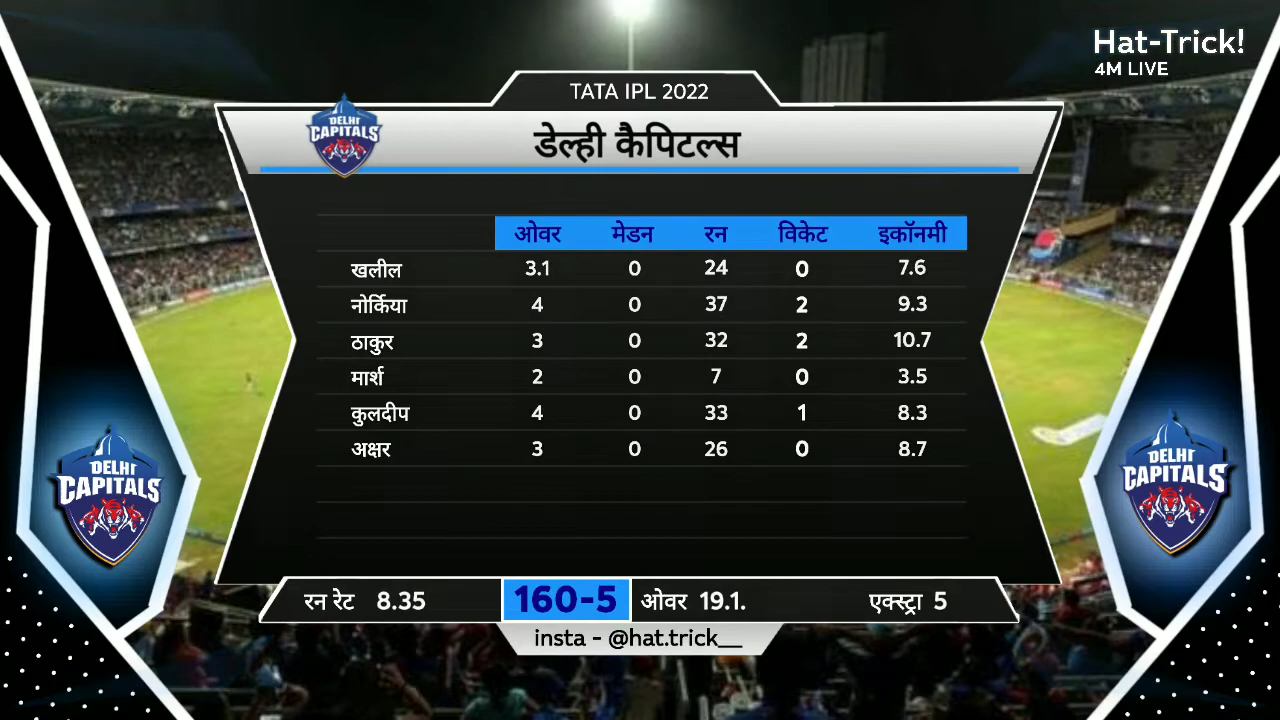 Hat-Trick!
4M LIVE
TATA IPL 2022
DELHI
CAPITALS
डेल्ही कैपिटल्स
ओवर मेडन रन विकेट इकॉनमी
खलील 3.1 0 24 0 7.6
नोर्किया 4 0 37 2 9.3
ठाकुर 3 0 32 2 10.7
मार्श 2 0 7 0 3.5
कुलदीप 4 0 33 1 8.3
अक्षर 3 0 26 0 8.7
DELHI
CAPITALS
DELHI
CAPITALS
रन रेट 8.35 160-5 ओवर 19.1. एक्स्ट्रा 5
insta - @hat.trick__